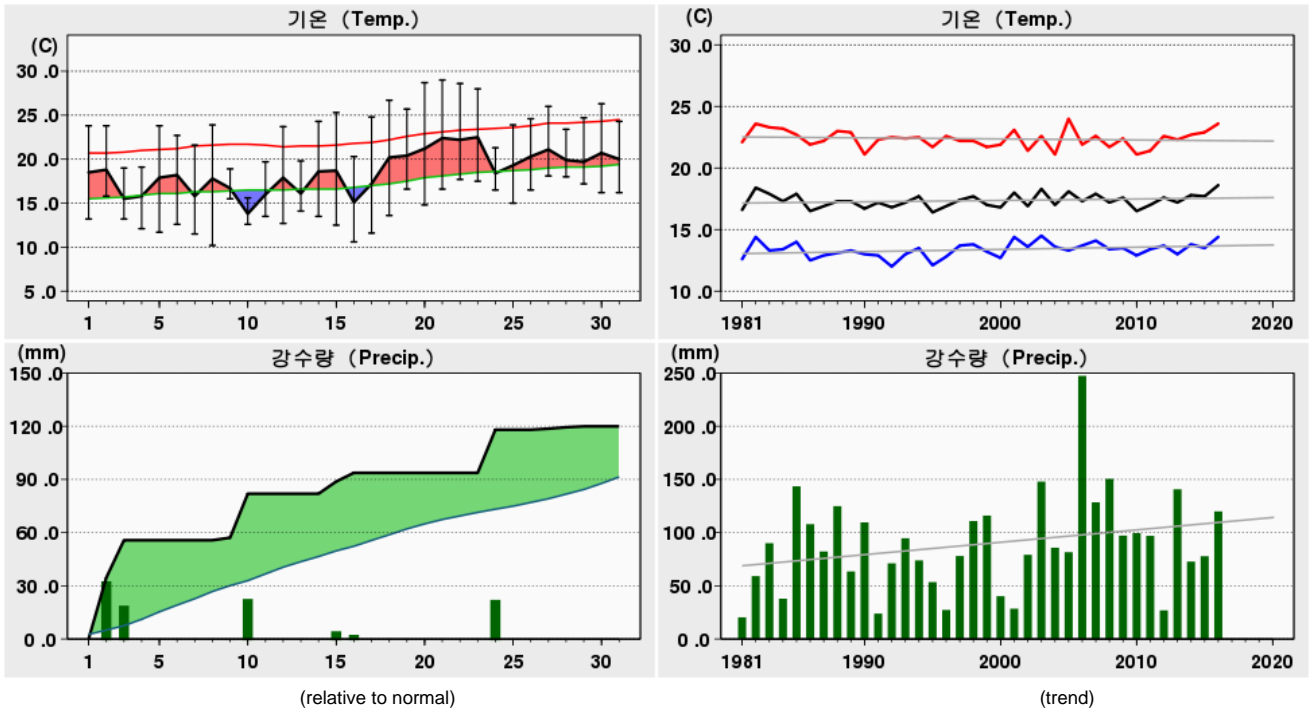 기온 (Temp.)
(C)
30 .0
25 .0
20 .0
15 .0
10 .0
5 .0
1 5 10 15 20 25 30
기온 (Temp.)
(C)
30 .0
25 .0
20 .0
15 .0
10 .0
1981 1990 2000 2010 2020
강수량 (Precip.)
(mm)
150 .0
120 .0
90 .0
60 .0
30 .0
0 .0
1 5 10 15 20 25 30
(relative to normal)
강수량 (Precip.)
(mm)
250 .0
200 .0
150 .0
100 .0
50 .0
0 .0
1981 1990 2000 2010 2020
(trend)